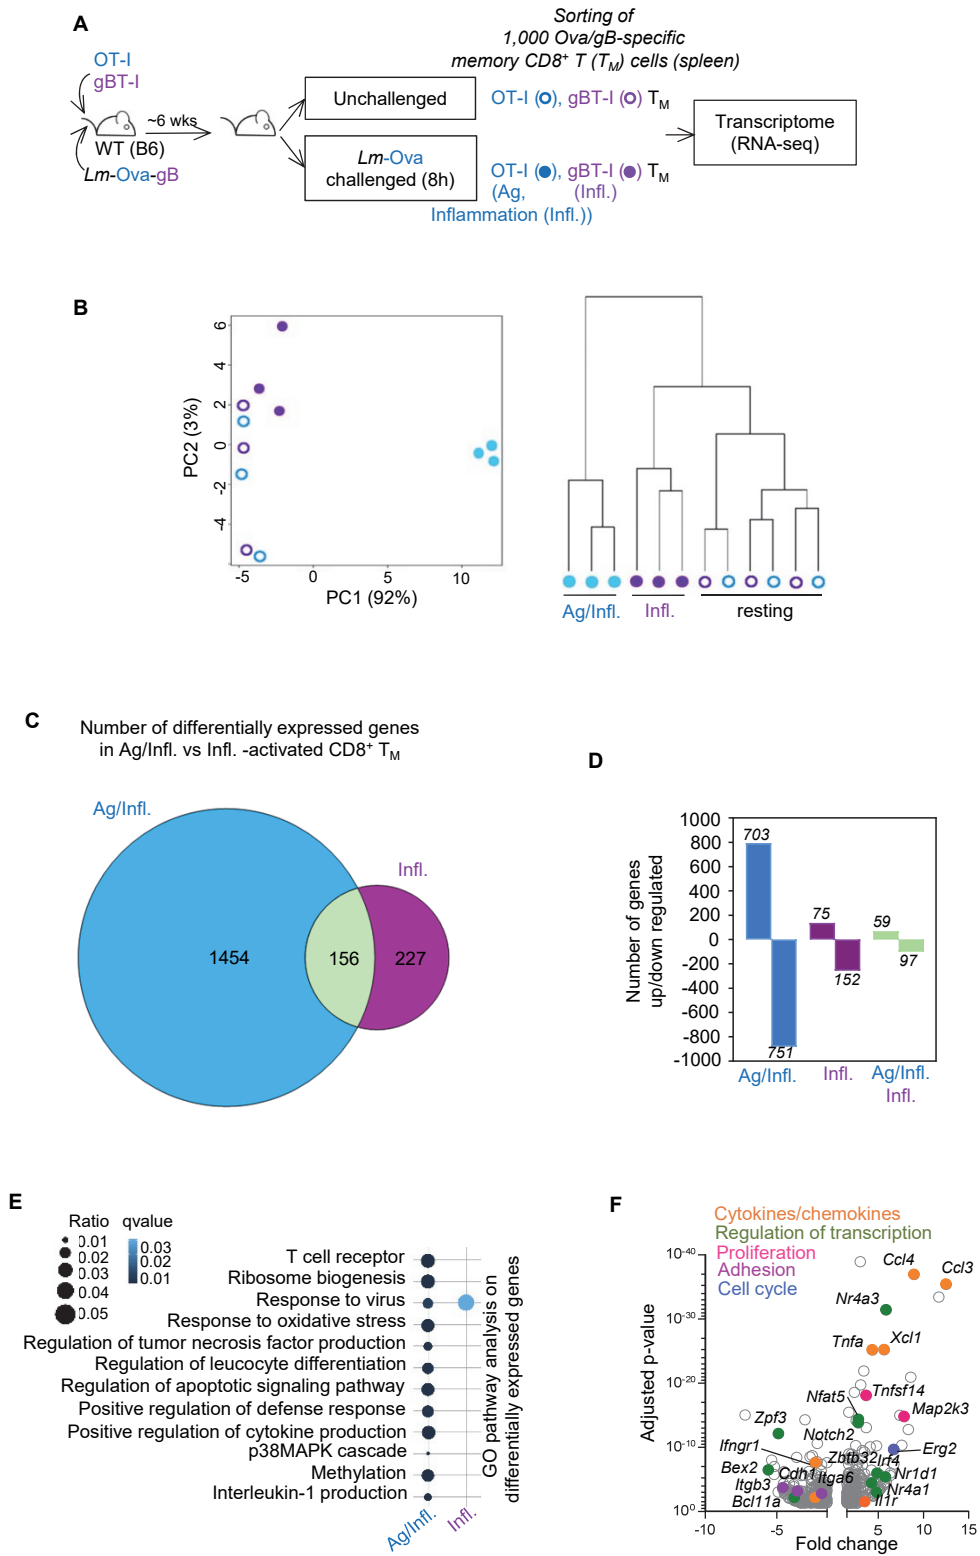 A
Sorting of
1,000 Ova/gB-specific
memory CD8+ T (TM) cells (spleen)
OT-I
gBT-I
~6 wks
WT (B6)
Lm-Ova-gB
Unchallenged
Lm-Ova
challenged (8h)
OT-I ( ), gBT-I ( ) TM
OT-I ( ), gBT-I ( ) TM
(Ag, (Infl.)
Inflammation (Infl.))
Transcriptome
(RNA-seq)
B
PC2 (3%)
6
4
2
0
-2
-4
-5 0 5 10
PC1 (92%)
Ag/Infl. Infl. resting
C
Number of differentially expressed genes
in Ag/Infl. vs Infl. -activated CD8+ TM
Ag/Infl.
Infl.
1454 156 227
D
Number of genes
up/down regulated
1000
800
600
400
200
0
-200
-400
-600
-800
-1000
703
751
75
152
59
97
Ag/Infl. Infl. Ag/Infl.
Infl.
E
Ratio qvalue
0.01
0.02
0.03
0.04
0.05
0.03
0.02
0.01
T cell receptor
Ribosome biogenesis
Response to virus
Response to oxidative stress
Regulation of tumor necrosis factor production
Regulation of leucocyte differentiation
Regulation of apoptotic signaling pathway
Positive regulation of defense response
Positive regulation of cytokine production
p38MAPK cascade
Methylation
Interleukin-1 production
Ag/Infl. Infl.
GO pathway analysis on
differentially expressed genes
F
Cytokines/chemokines
Regulation of transcription
Proliferation
Adhesion
Cell cycle
Adjusted p-value
10-40
10-30
10-20
10-10
100
Ccl4
Ccl3
Nr4a3
Tnfa
Xcl1
Nfat5
Tnfsf14
Map2k3
Zpf3
Notch2
Ifngr1
Erg2
Zbtb32
Irf4
Bex2
Cdh1
Itga6
Nr1d1
Itgb3
Nr4a1
Bcl11a
Il1r
-10 -5 5 10 15
Fold change